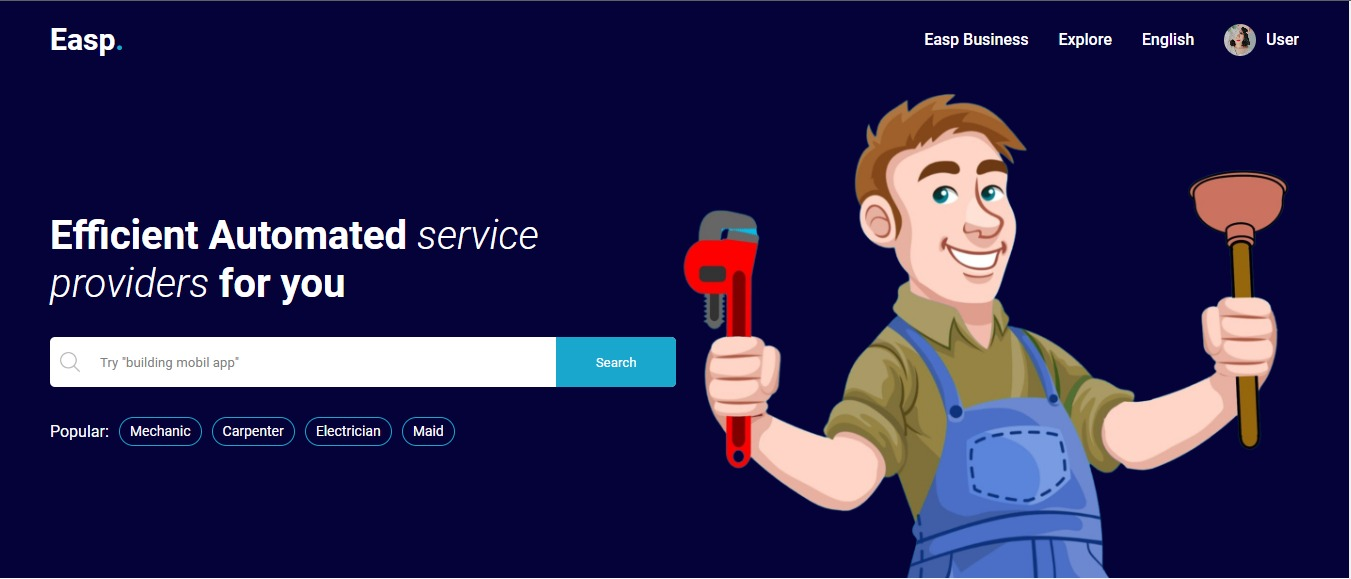 Easp.
Easp Business Explore English User
Efficient Automated service
providers for you
Try "building mobil app"
Search
Popular: Mechanic Carpenter Electrician Maid